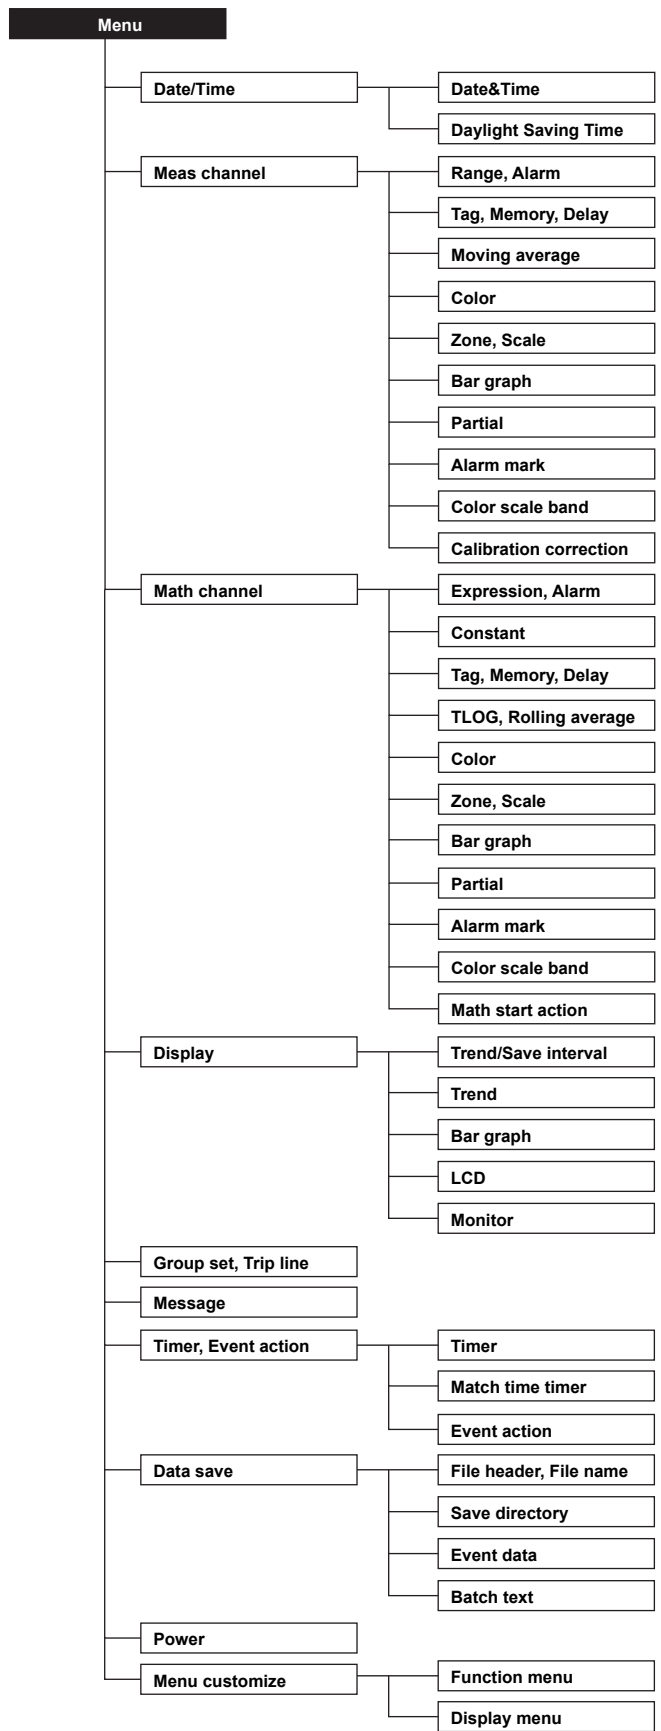 Menu
Date/Time
Date&Time
Daylight Saving Time
Meas channel
Range, Alarm
Tag, Memory, Delay
Moving average
Color
Zone, Scale
Bar graph
Partial
Alarm mark
Color scale band
Calibration correction
Math channel
Expression, Alarm
Constant
Tag, Memory, Delay
TLOG, Rolling average
Color
Zone, Scale
Bar graph
Partial
Alarm mark
Color scale band
Math start action
Display
Trend/Save interval
Trend
Bar graph
LCD
Monitor
Group set, Trip line
Message
Timer, Event action
Timer
Match time timer
Event action
Data save
File header, File name
Save directory
Event data
Batch text
Power
Menu customize
Function menu
Display menu